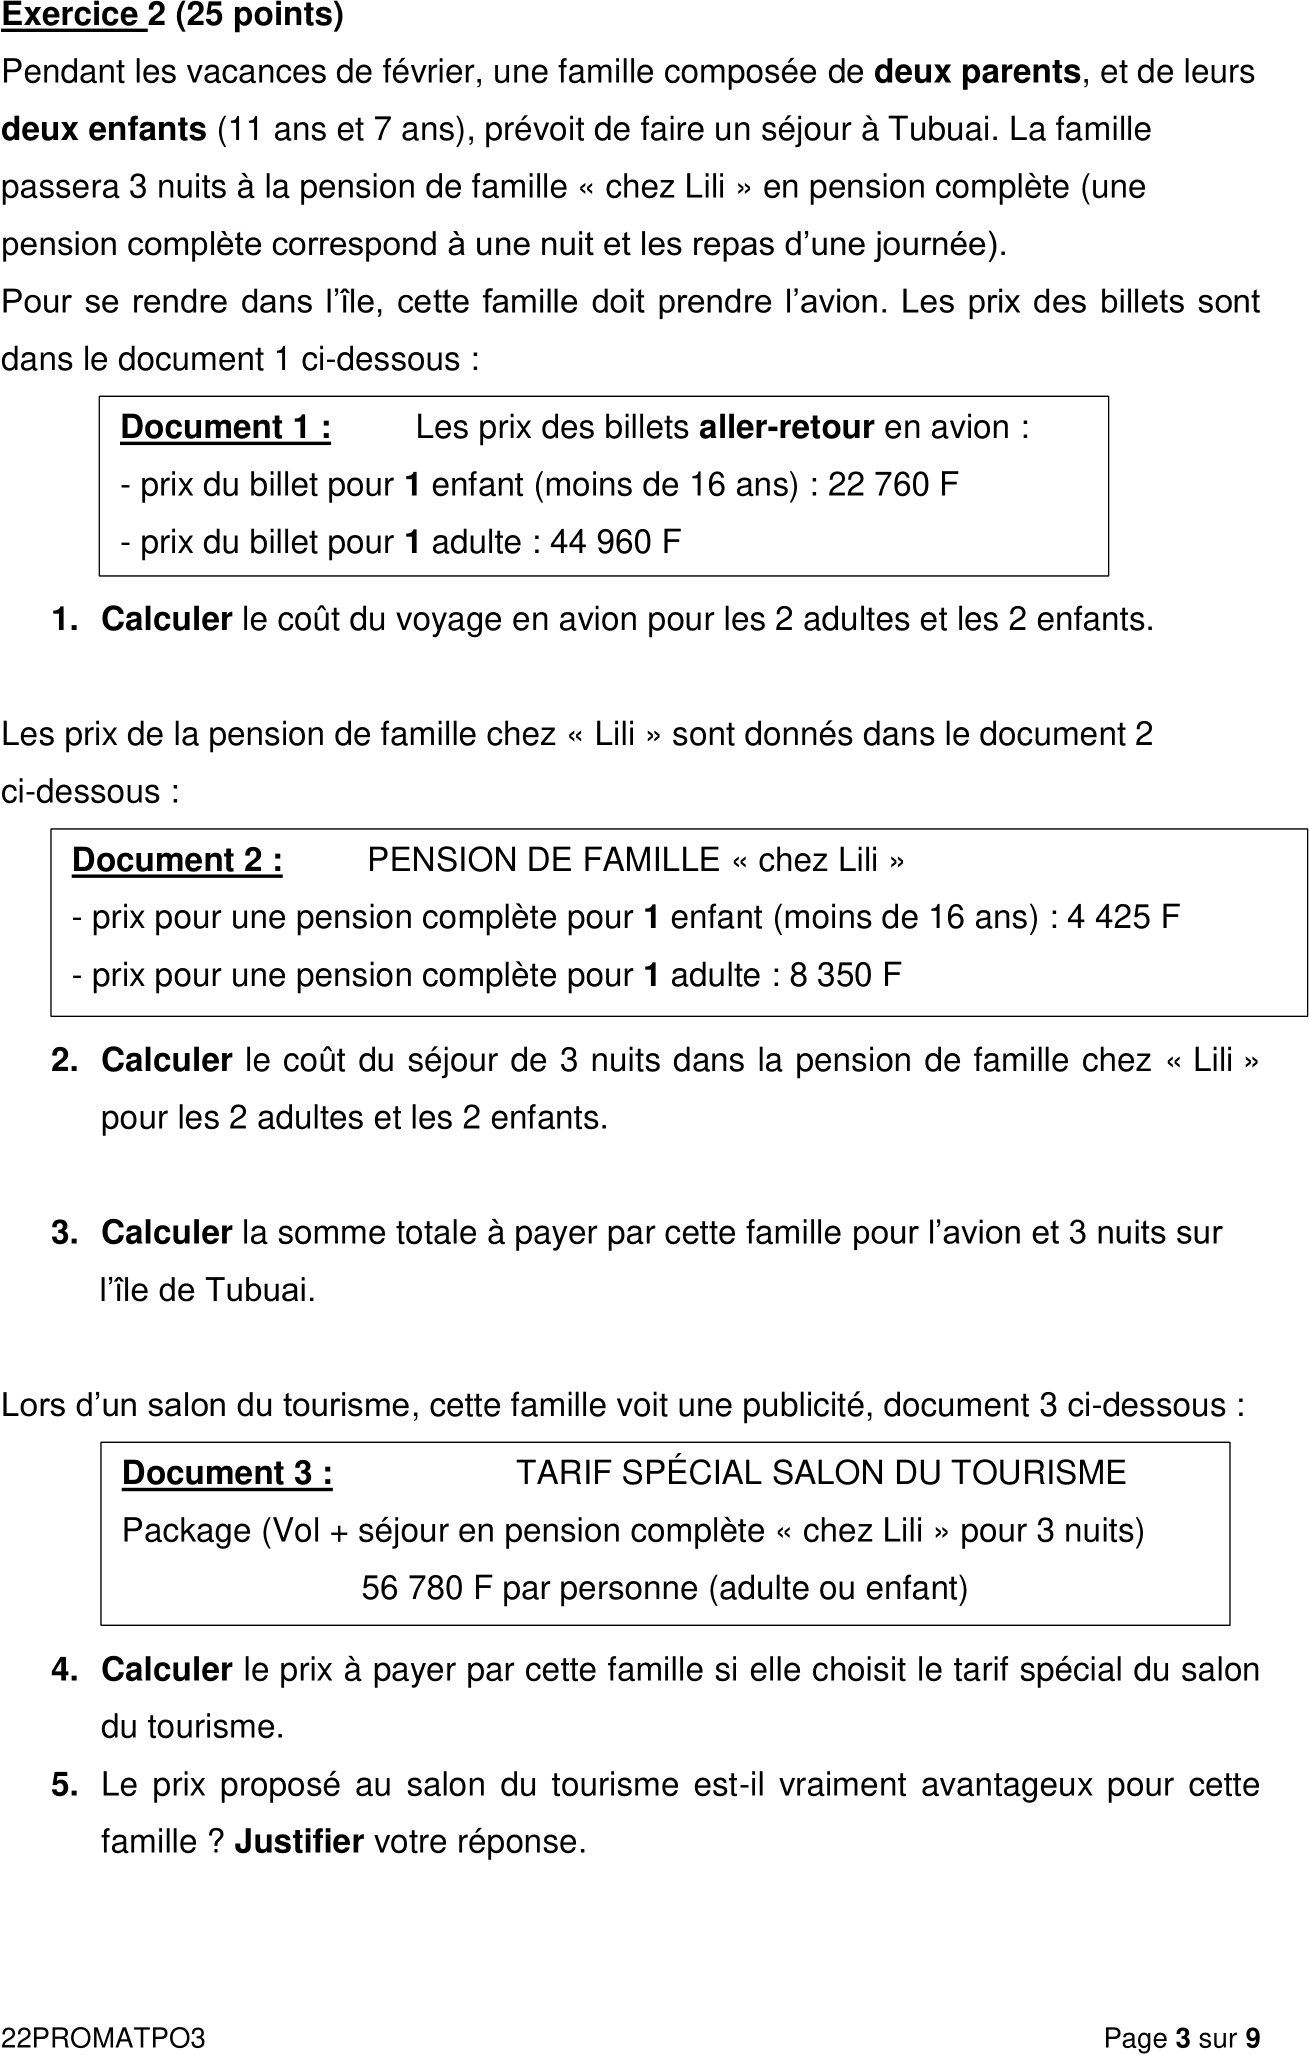 Exercice 2 (25 points)
Pendant les vacances de février, une famille composée de deux parents, et de leurs
deux enfants (11 ans et 7 ans), prévoit de faire un séjour à Tubuai. La famille
passera 3 nuits à la pension de famille « chez Lili » en pension complète (une
pension complète correspond à une nuit et les repas d’une journée).
Pour se rendre dans l’île, cette famille doit prendre l’avion. Les prix des billets sont
dans le document 1 ci-dessous :
Document 1 : Les prix des billets aller-retour en avion :
- prix du billet pour 1 enfant (moins de 16 ans) : 22 760 F
- prix du billet pour 1 adulte : 44 960 F
1. Calculer le coût du voyage en avion pour les 2 adultes et les 2 enfants.
Les prix de la pension de famille chez « Lili » sont donnés dans le document 2
ci-dessous :
Document 2 : PENSION DE FAMILLE « chez Lili »
- prix pour une pension complète pour 1 enfant (moins de 16 ans) : 4 425 F
- prix pour une pension complète pour 1 adulte : 8 350 F
2. Calculer le coût du séjour de 3 nuits dans la pension de famille chez « Lili »
pour les 2 adultes et les 2 enfants.
3. Calculer la somme totale à payer par cette famille pour l’avion et 3 nuits sur
l’île de Tubuai.
Lors d’un salon du tourisme, cette famille voit une publicité, document 3 ci-dessous :
Document 3 : TARIF SPÉCIAL SALON DU TOURISME
Package (Vol + séjour en pension complète « chez Lili » pour 3 nuits)
56 780 F par personne (adulte ou enfant)
4. Calculer le prix à payer par cette famille si elle choisit le tarif spécial du salon
du tourisme.
5. Le prix proposé au salon du tourisme est-il vraiment avantageux pour cette
famille ? Justifier votre réponse.
22PROMATPO3 Page 3 sur 9